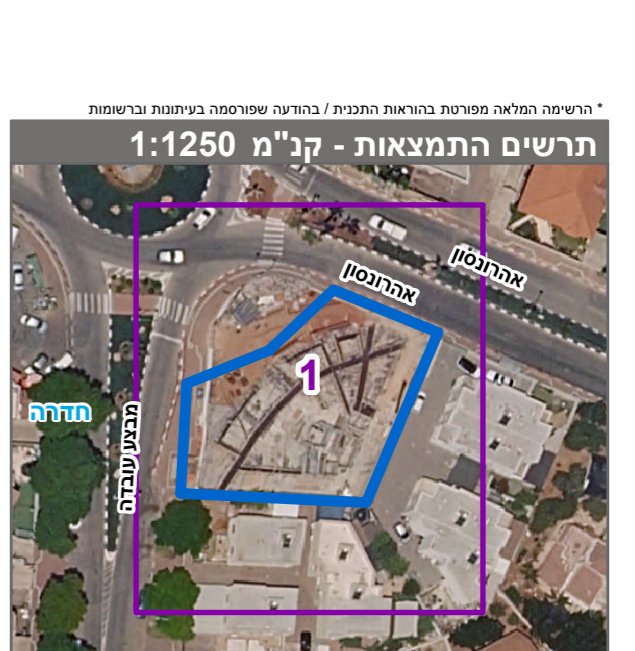 * הרשימה המלאה מפורטת בהוראות התכנית / בהודעה שפורסמה בעיתונות וברשומות
תרשים התמצאות - קנ"מ 1:1250
אהרונסון
אהרונסון
1
חדרה
מבצע עובדה